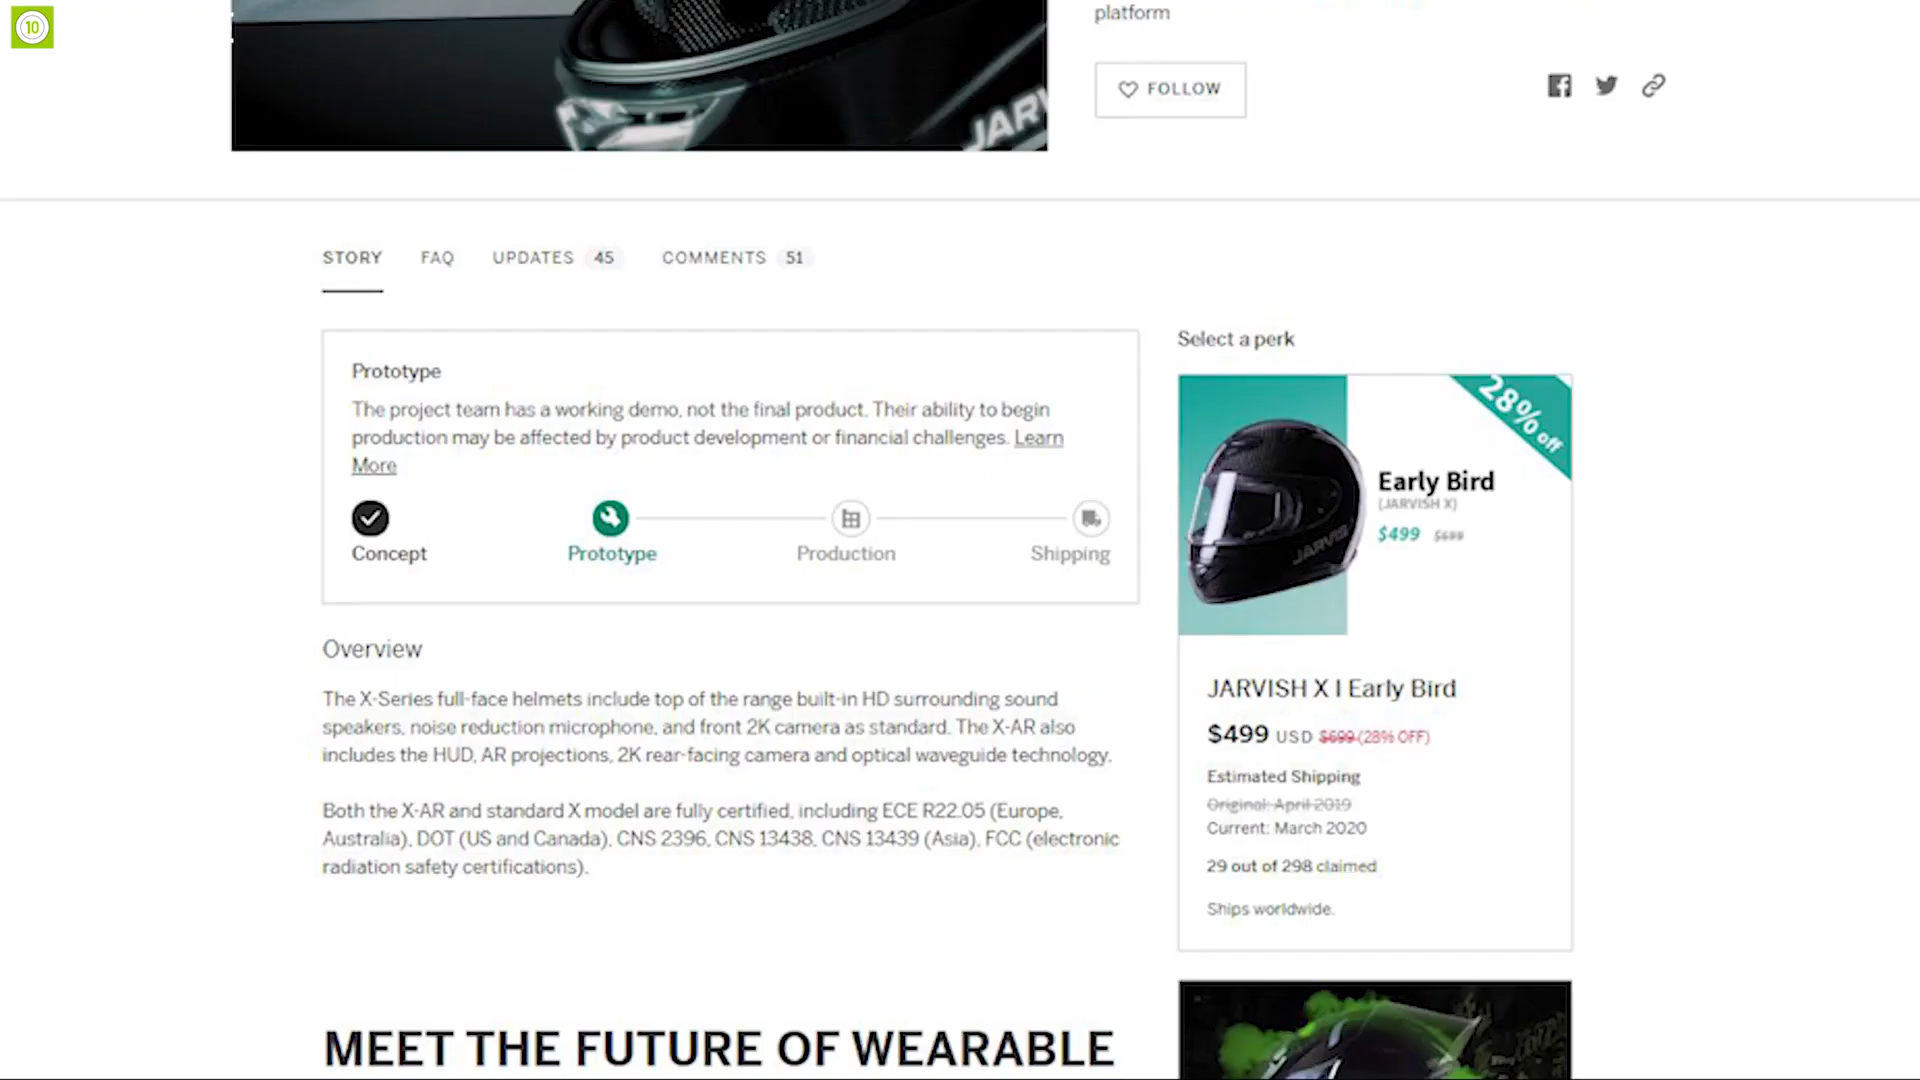 10
platform
FOLLOW
JARV
STORY
FAQ
UPDATES 45
COMMENTS 51
Prototype
The project team has a working demo, not the final product. Their ability to begin
production may be affected by product development or financial challenges. Learn
More
Concept
Prototype
Production
Shipping
Overview
The X-Series full-face helmets include top of the range built-in HD surrounding sound
speakers, noise reduction microphone, and front 2K camera as standard. The X-AR also
includes the HUD, AR projections, 2K rear-facing camera and optical waveguide technology.
Both the X-AR and standard X model are fully certified, including ECE R22.05 (Europe,
Australia), DOT (US and Canada), CNS 2396, CNS 13438, CNS 13439 (Asia), FCC (electronic
radiation safety certifications).
MEET THE FUTURE OF WEARABLE
Select a perk
28% off
Early Bird
(JARVISH X)
$499 $699
JARVIS
JARVISH X I Early Bird
$499 USD $699 (28% OFF)
Estimated Shipping
Original: April 2019
Current: March 2020
29 out of 298 claimed
Ships worldwide.